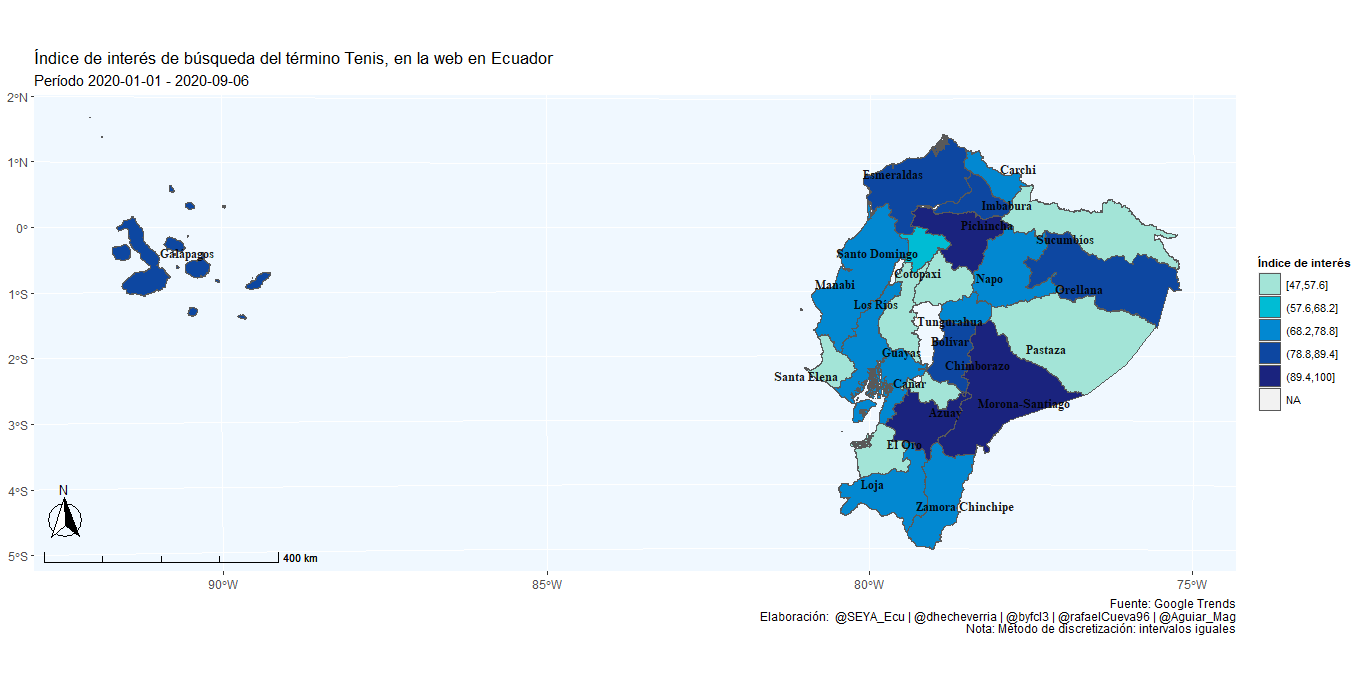 Índice de interés de búsqueda del término Tenis, en la web en Ecuador
Período 2020-01-01 - 2020-09-06
2°N
1°N
0°
1°S
2°S
3°S
4°S
5°S
90°W
85°W
80°W
75°W
Galápagos
Esmeraldas
Carchi
Imbabura
Pichincha
Sucumbíos
Santo Domingo
Cotopaxi
Napo
Manabí
Orellana
Los Ríos
Tungurahua
Bolívar
Pastaza
Guayas
Chimborazo
Santa Elena
Cañar
Morona-Santiago
Azuay
El Oro
Loja
Zamora Chinchipe
N
400 km
Índice de interés
[47,57.6]
(57.6,68.2]
(68.2,78.8]
(78.8,89.4]
(89.4,100]
NA
Fuente: Google Trends
Elaboración: @SEYA_Ecu | @dhecheverria | @byfcl3 | @rafaelCueva96 | @Aguiar_Mag
Nota: Método de discretización: intervalos iguales